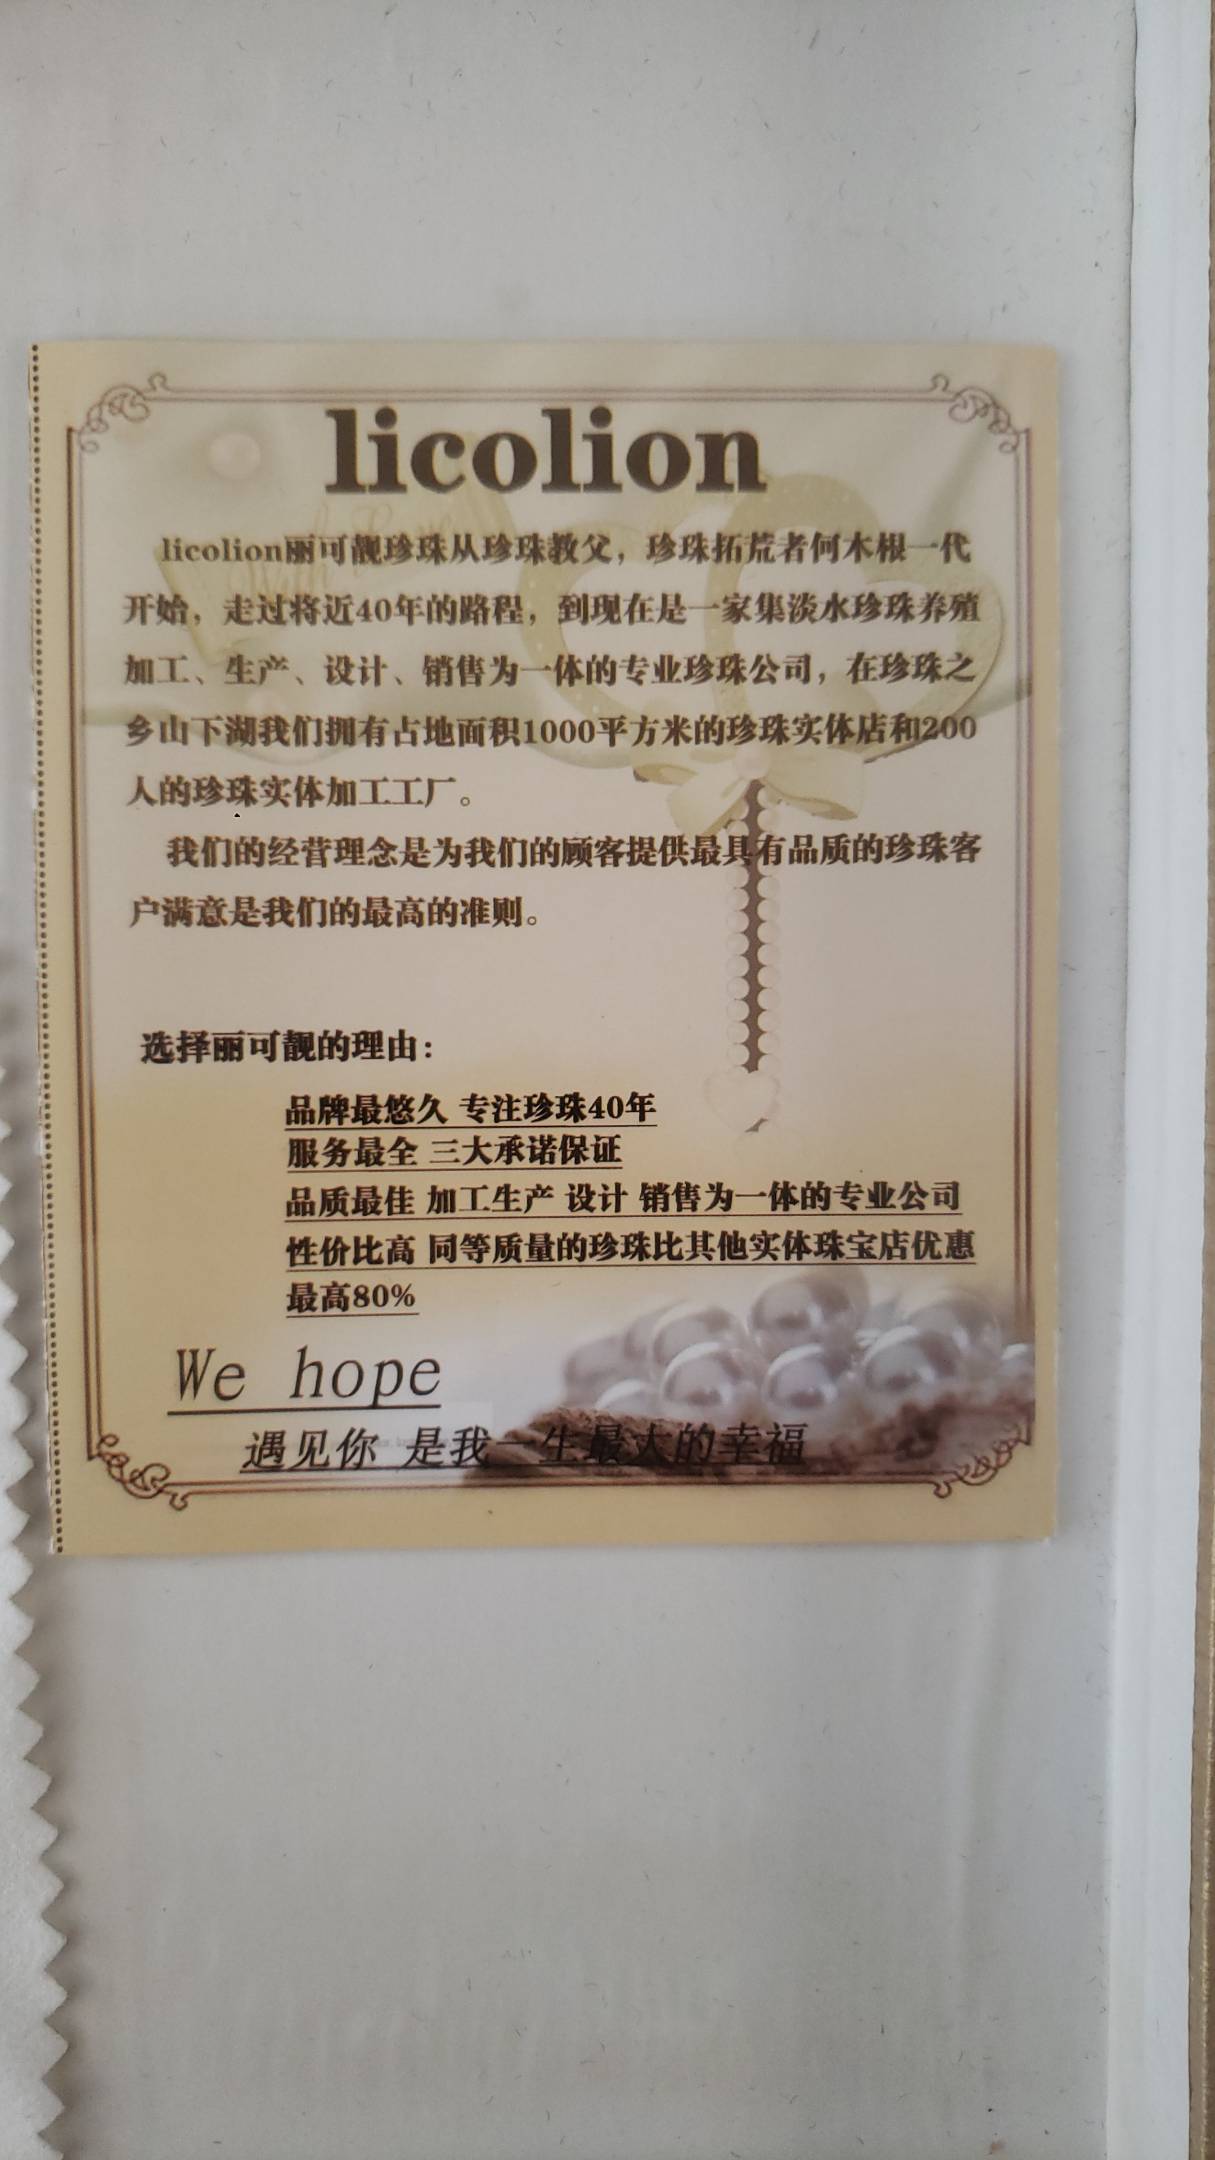 licolion
licolion丽可靓珍珠从珍珠教父，珍珠拓荒者何木根一代
开始，走过将近40年的路程，到现在是一家集淡水珍珠养殖
加工、生产、设计、销售为一体的专业珍珠公司，在珍珠之
乡山下湖我们拥有占地面积1000平方米的珍珠实体店和200
人的珍珠实体加工工厂。
我们的经营理念是为我们的顾客提供最具有品质的珍珠客
户满意是我们的最高的准则。
选择丽可靓的理由：
品牌最悠久 专注珍珠40年
服务最全 三大承诺保证
品质最佳 加工生产 设计 销售为一体的专业公司
性价比高 同等质量的珍珠比其他实体珠宝店优惠
最高80%
We hope
遇见你 是我一生最大的幸福